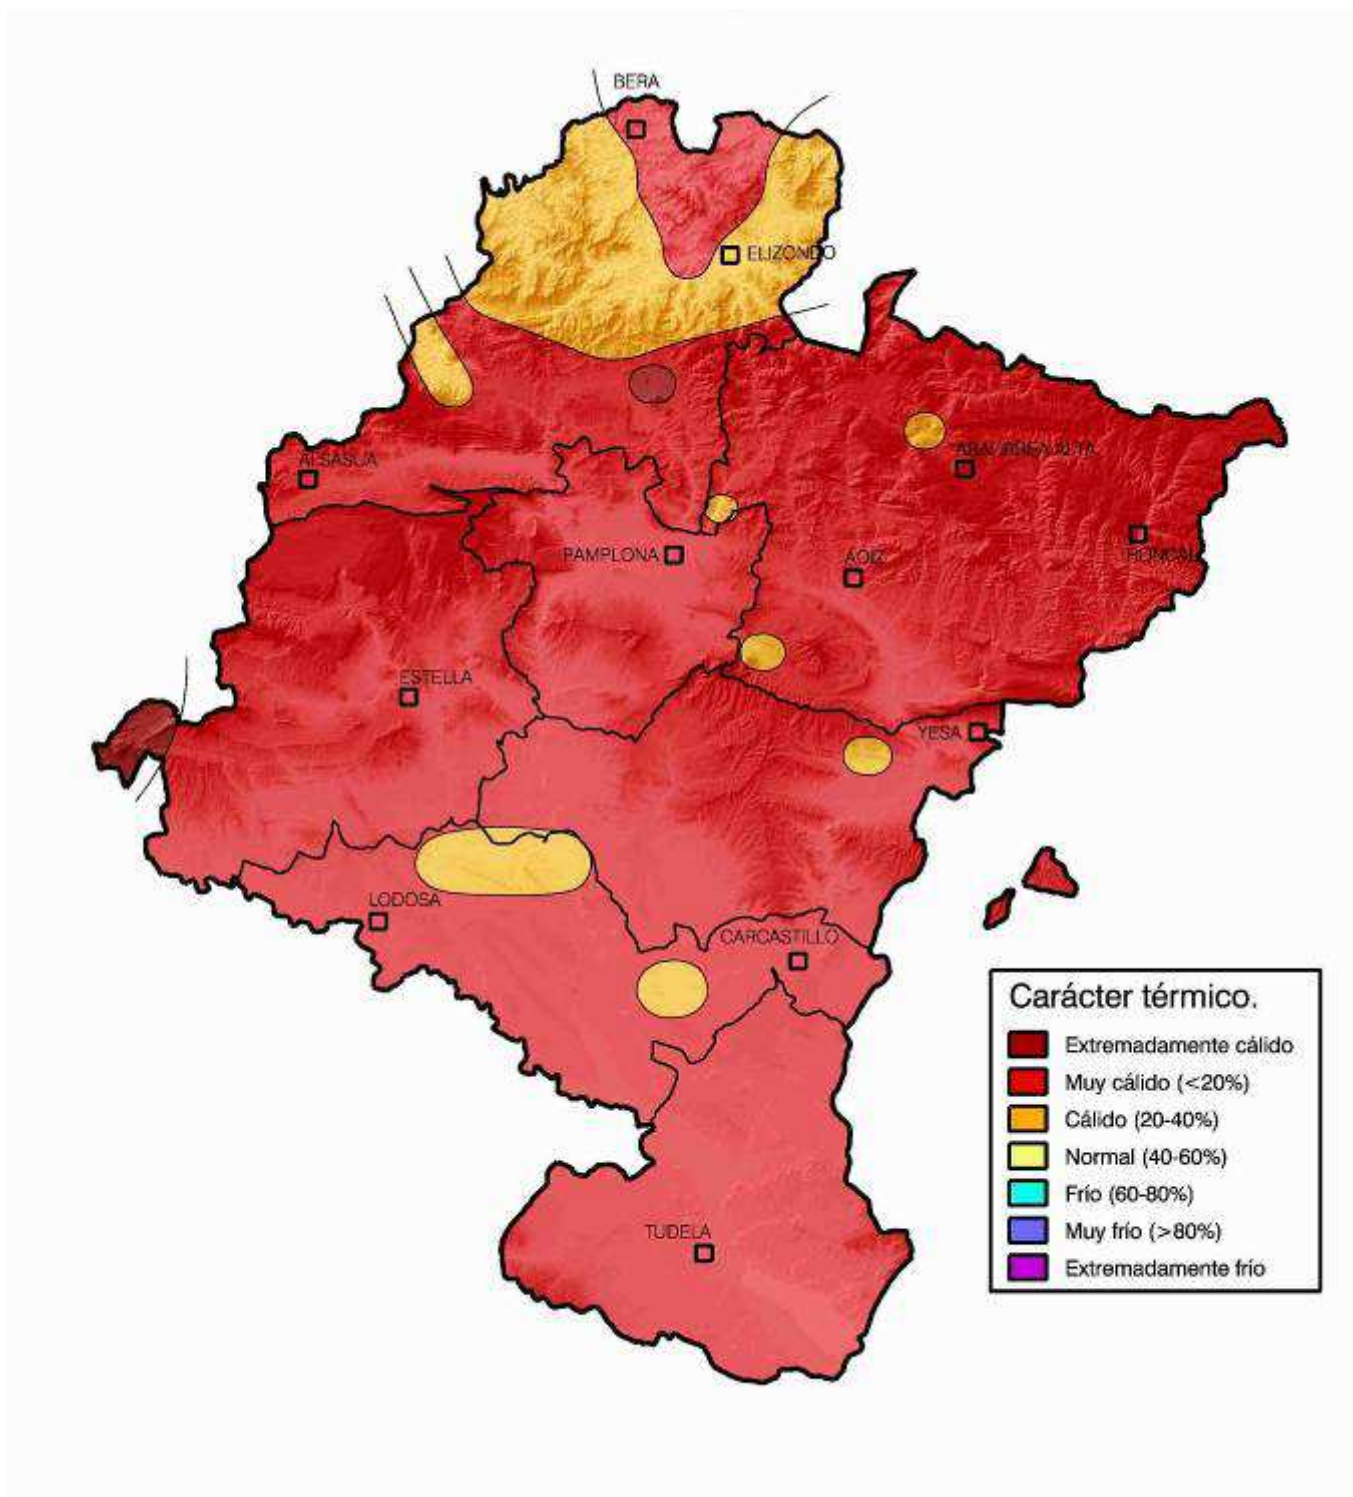 BERA
ELIZONDO
ALSASUA
PAMPLONA
AOIZ
RONCAL
ESTELLA
YESA
LODOSA
CARCASTILLO
TUDELA
Carácter térmico.
Extremadamente cálido
Muy cálido (<20%)
Cálido (20-40%)
Normal (40-60%)
Frío (60-80%)
Muy frío (>80%)
Extremadamente frío